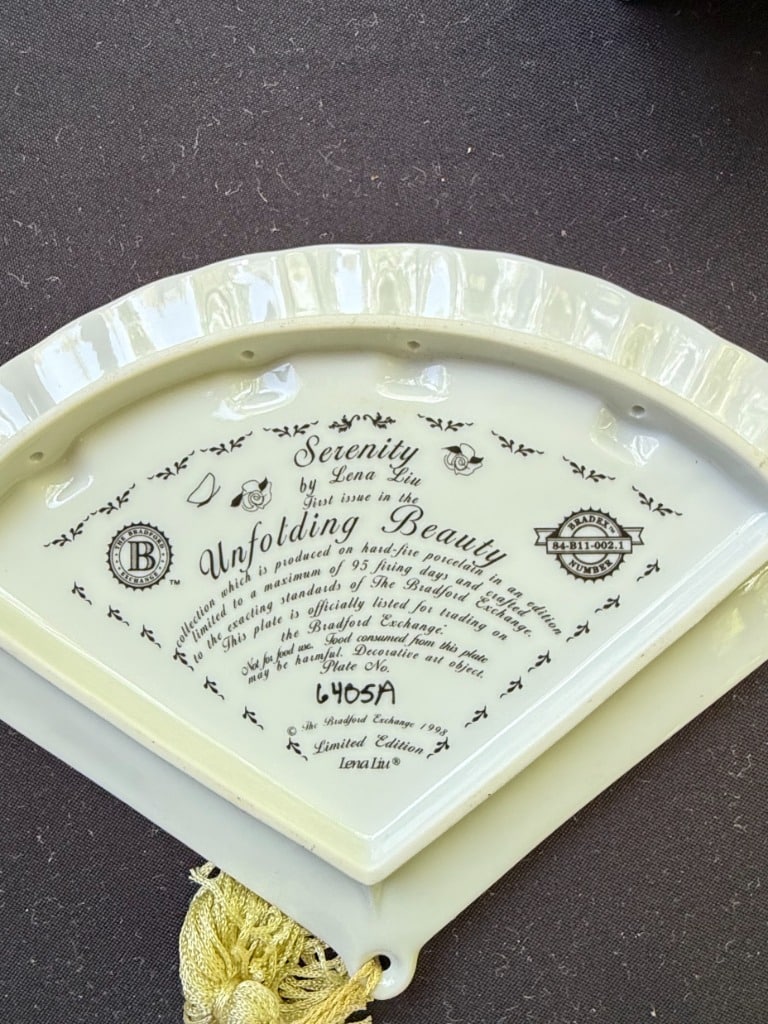 Serenity
by Lena Liu
First issue in the
Unfolding Beauty
collection which is produced on hard-fire porcelain in an edition
limited to a maximum of 95 firing days and crafted
to the exacting standards of The Bradford Exchange.
This plate is officially listed for trading on
the Bradford Exchange.
Not for food use. Food consumed from this plate
may be harmful. Decorative art object.
Plate No.
6405A
© The Bradford Exchange 1998
Limited Edition
Lena Liu®
THE BRADFORD
B
EXCHANGE
™
BRADEX™
84-B11-002.1
NUMBER